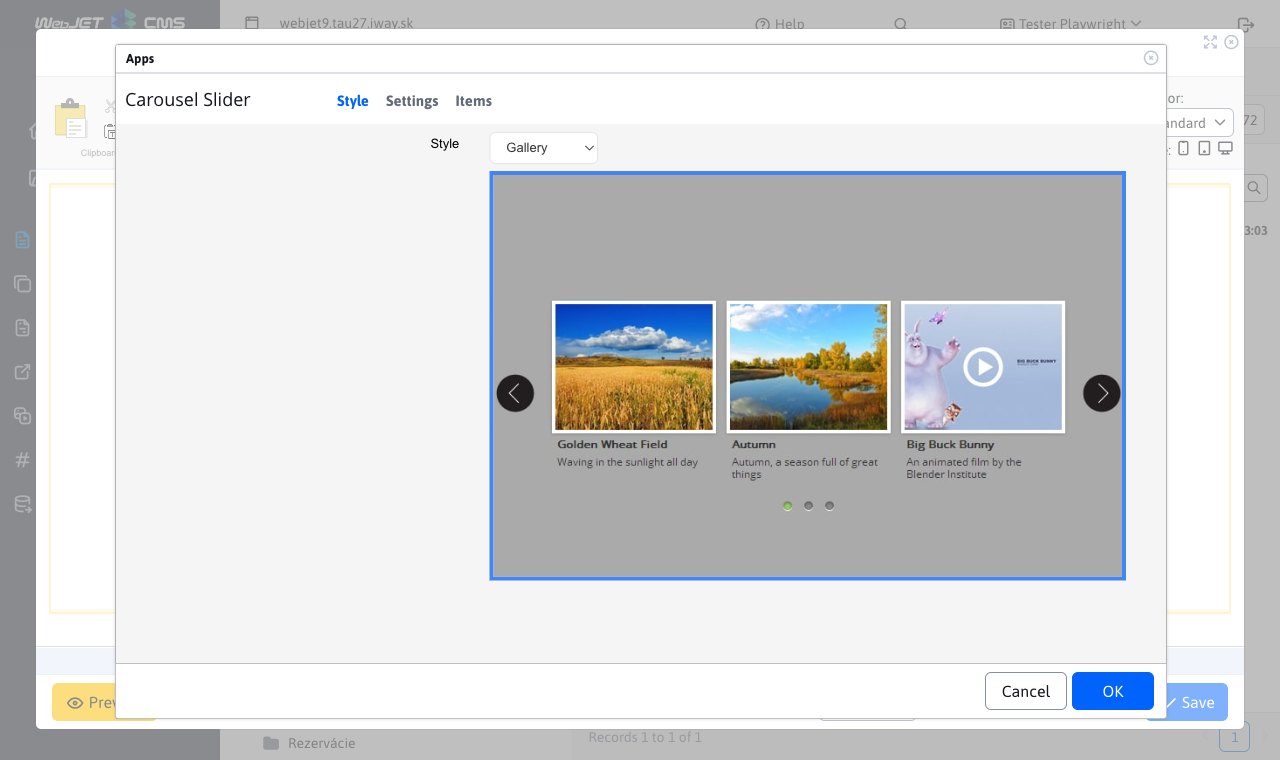 WebJET CMS
webjet9.tau27.iway.sk
Help
Tester Playwright
Apps
Carousel Slider
Style
Settings
Items
or:
andard
72
Clipboar
e:
3:03
Style
Gallery
BIG BUCK BUNNY
Golden Wheat Field
Waving in the sunlight all day
Autumn
Autumn, a season full of great
things
Big Buck Bunny
An animated film by the
Blender Institute
Cancel
OK
Prev
Save
Rezervácie
Records 1 to 1 of 1
1